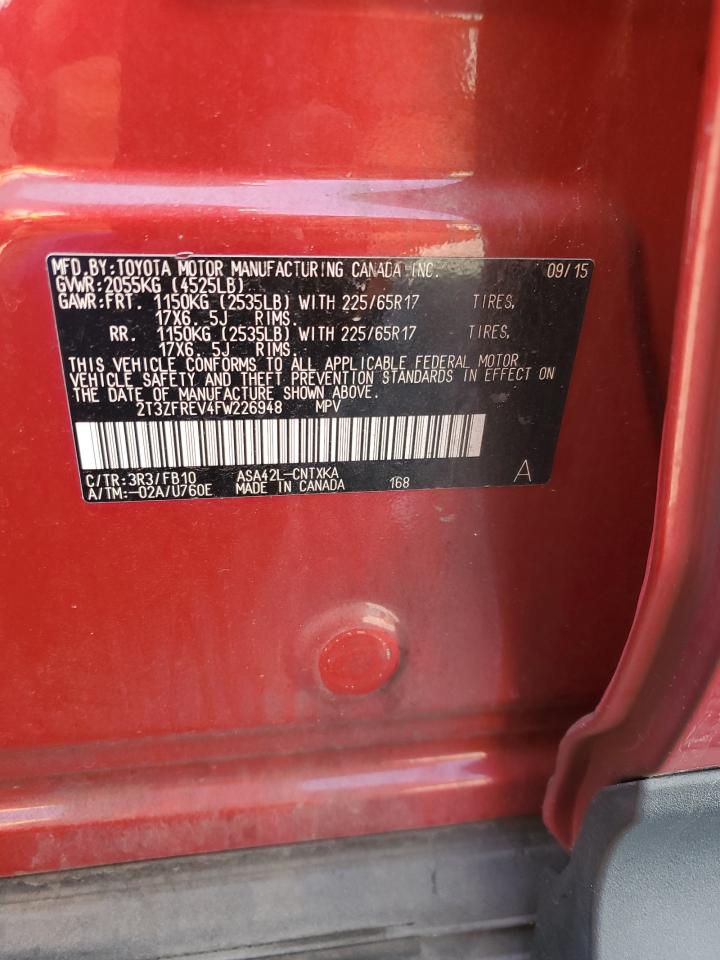 MFD.BY:TOYOTA MOTOR MANUFACTURING CANADA INC. 09/15
GVWR:2055KG (4525LB)
GAWR:FRT. 1150KG (2535LB) WITH 225/65R17 TIRES,
17X6. 5J RIMS.
RR. 1150KG (2535LB) WITH 225/65R17 TIRES,
17X6. 5J RIMS.
THIS VEHICLE CONFORMS TO ALL APPLICABLE FEDERAL MOTOR
VEHICLE SAFETY AND THEFT PREVENTION STANDARDS IN EFFECT ON
THE DATE OF MANUFACTURE SHOWN ABOVE.
2T3ZFREV4FW226948 MPV
C/TR:3R3/FB10 ASA42L-CNTXKA
A/TM:-02A/U760E MADE IN CANADA 168 A